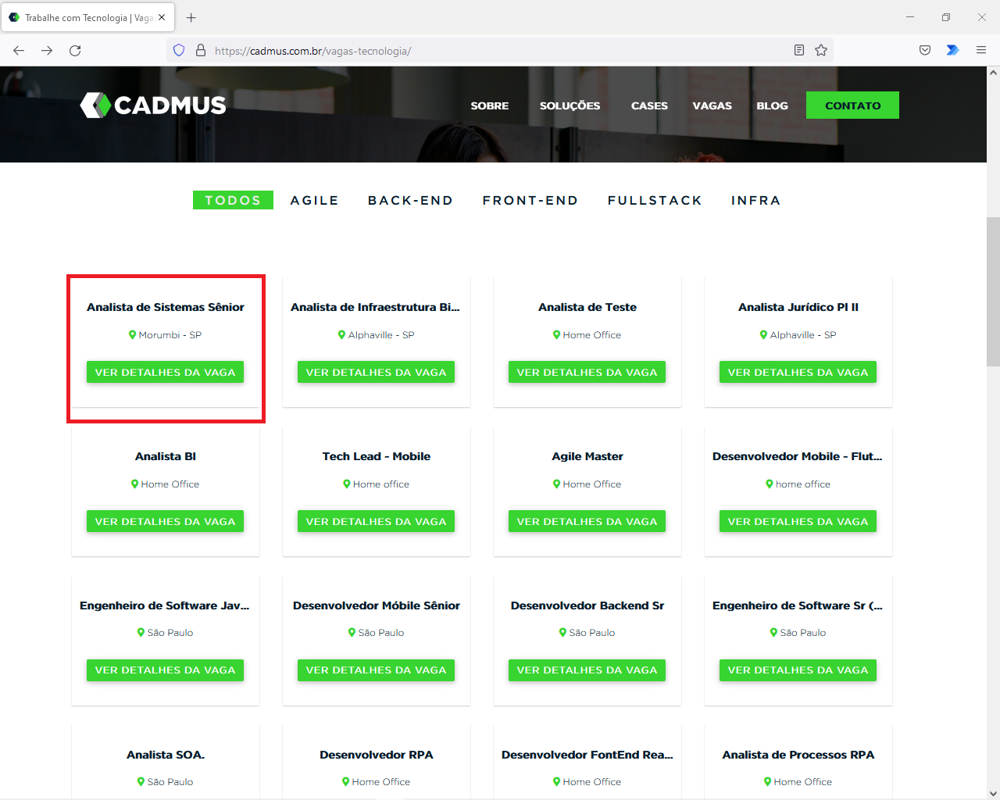 Trabalhe com Tecnologia | Vagas
https://cadmus.com.br/vagas-tecnologia/
CADMUS
SOBRE SOLUÇÕES CASES VAGAS BLOG CONTATO
TODOS AGILE BACK-END FRONT-END FULLSTACK INFRA
Analista de Sistemas Sênior Analista de Infraestrutura Bi... Analista de Teste Analista Jurídico Pl II
Morumbi - SP Alphaville - SP Home Office Alphaville - SP
VER DETALHES DA VAGA VER DETALHES DA VAGA VER DETALHES DA VAGA VER DETALHES DA VAGA
Analista BI Tech Lead - Mobile Agile Master Desenvolvedor Mobile - Flut...
Home Office Home office Home Office home office
VER DETALHES DA VAGA VER DETALHES DA VAGA VER DETALHES DA VAGA VER DETALHES DA VAGA
Engenheiro de Software Jav... Desenvolvedor Móbile Sênior Desenvolvedor Backend Sr Engenheiro de Software Sr (...
São Paulo São Paulo São Paulo São Paulo
VER DETALHES DA VAGA VER DETALHES DA VAGA VER DETALHES DA VAGA VER DETALHES DA VAGA
Analista SOA. Desenvolvedor RPA Desenvolvedor FontEnd Rea... Analista de Processos RPA
São Paulo Home Office Home Office Home Office